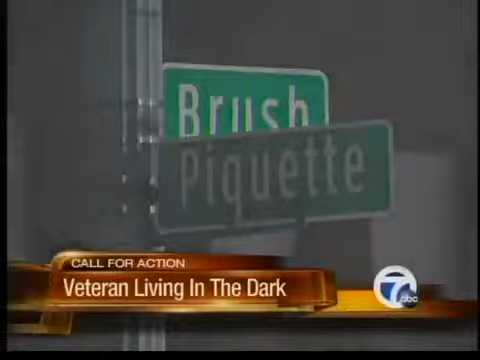 Brush
Piquette
CALL FOR ACTION
Veteran Living In The Dark
7
abc